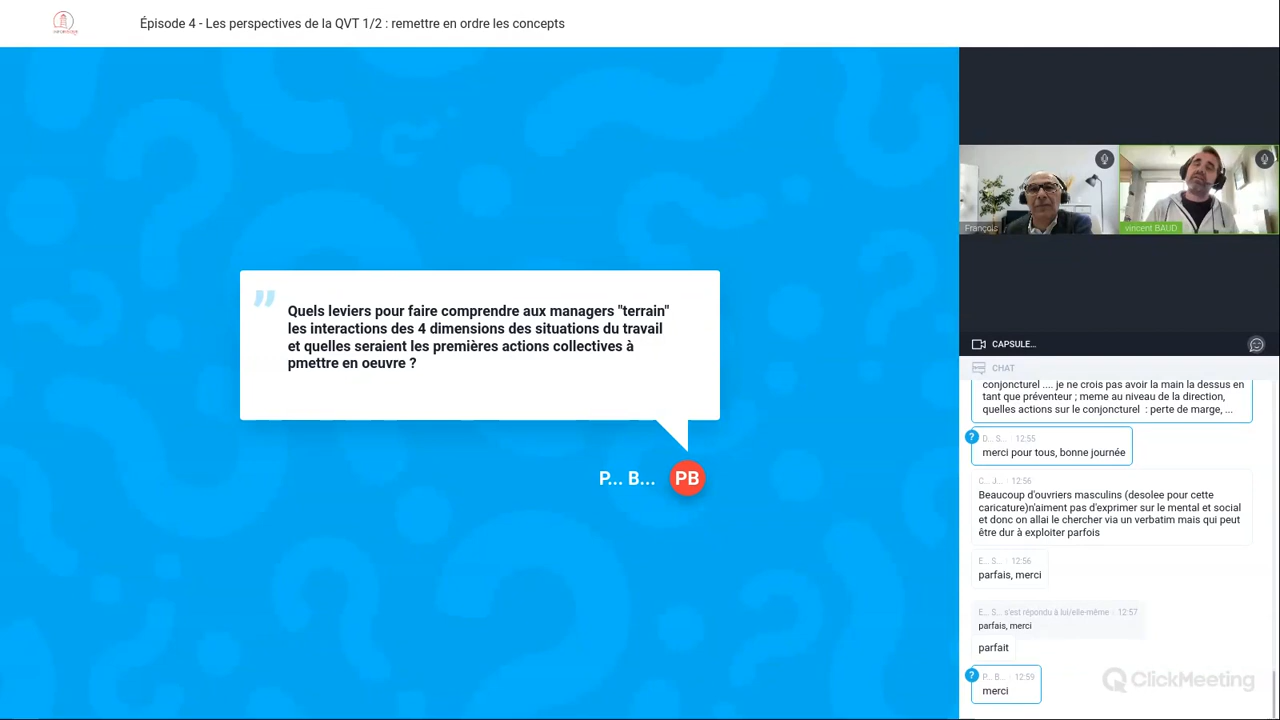 Épisode 4 - Les perspectives de la QVT 1/2 : remettre en ordre les concepts
Quels leviers pour faire comprendre aux managers "terrain"
les interactions des 4 dimensions des situations du travail
et quelles seraient les premières actions collectives à
pmettre en oeuvre ?
P... B...
PB
François
vincent BAUD
CAPSULE...
CHAT
conjoncturel .... je ne crois pas avoir la main la dessus en
tant que préventeur ; meme au niveau de la direction,
quelles actions sur le conjoncturel : perte de marge, ...
?
D... S... 12:55
merci pour tous, bonne journée
C... J... 12:56
Beaucoup d'ouvriers masculins (desolee pour cette
caricature)n'aiment pas d'exprimer sur le mental et social
et donc on allai le chercher via un verbatim mais qui peut
être dur à exploiter parfois
E... S... 12:56
parfais, merci
E... S... s'est répondu à lui/elle-même 12:57
parfais, merci
parfait
?
P... B... 12:59
merci
ClickMeeting